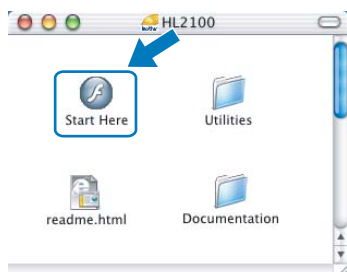 HL2100
Start Here
Utilities
readme.html
Documentation